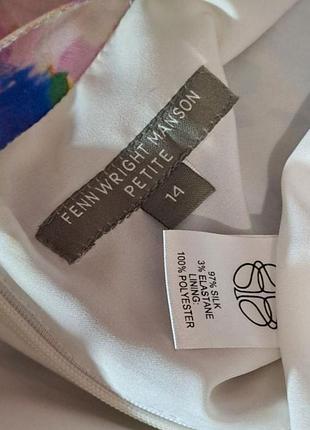 FENN WRIGHT MANSON
PETITE
14
97% SILK
3% ELASTANE
LINING:
100% POLYESTER